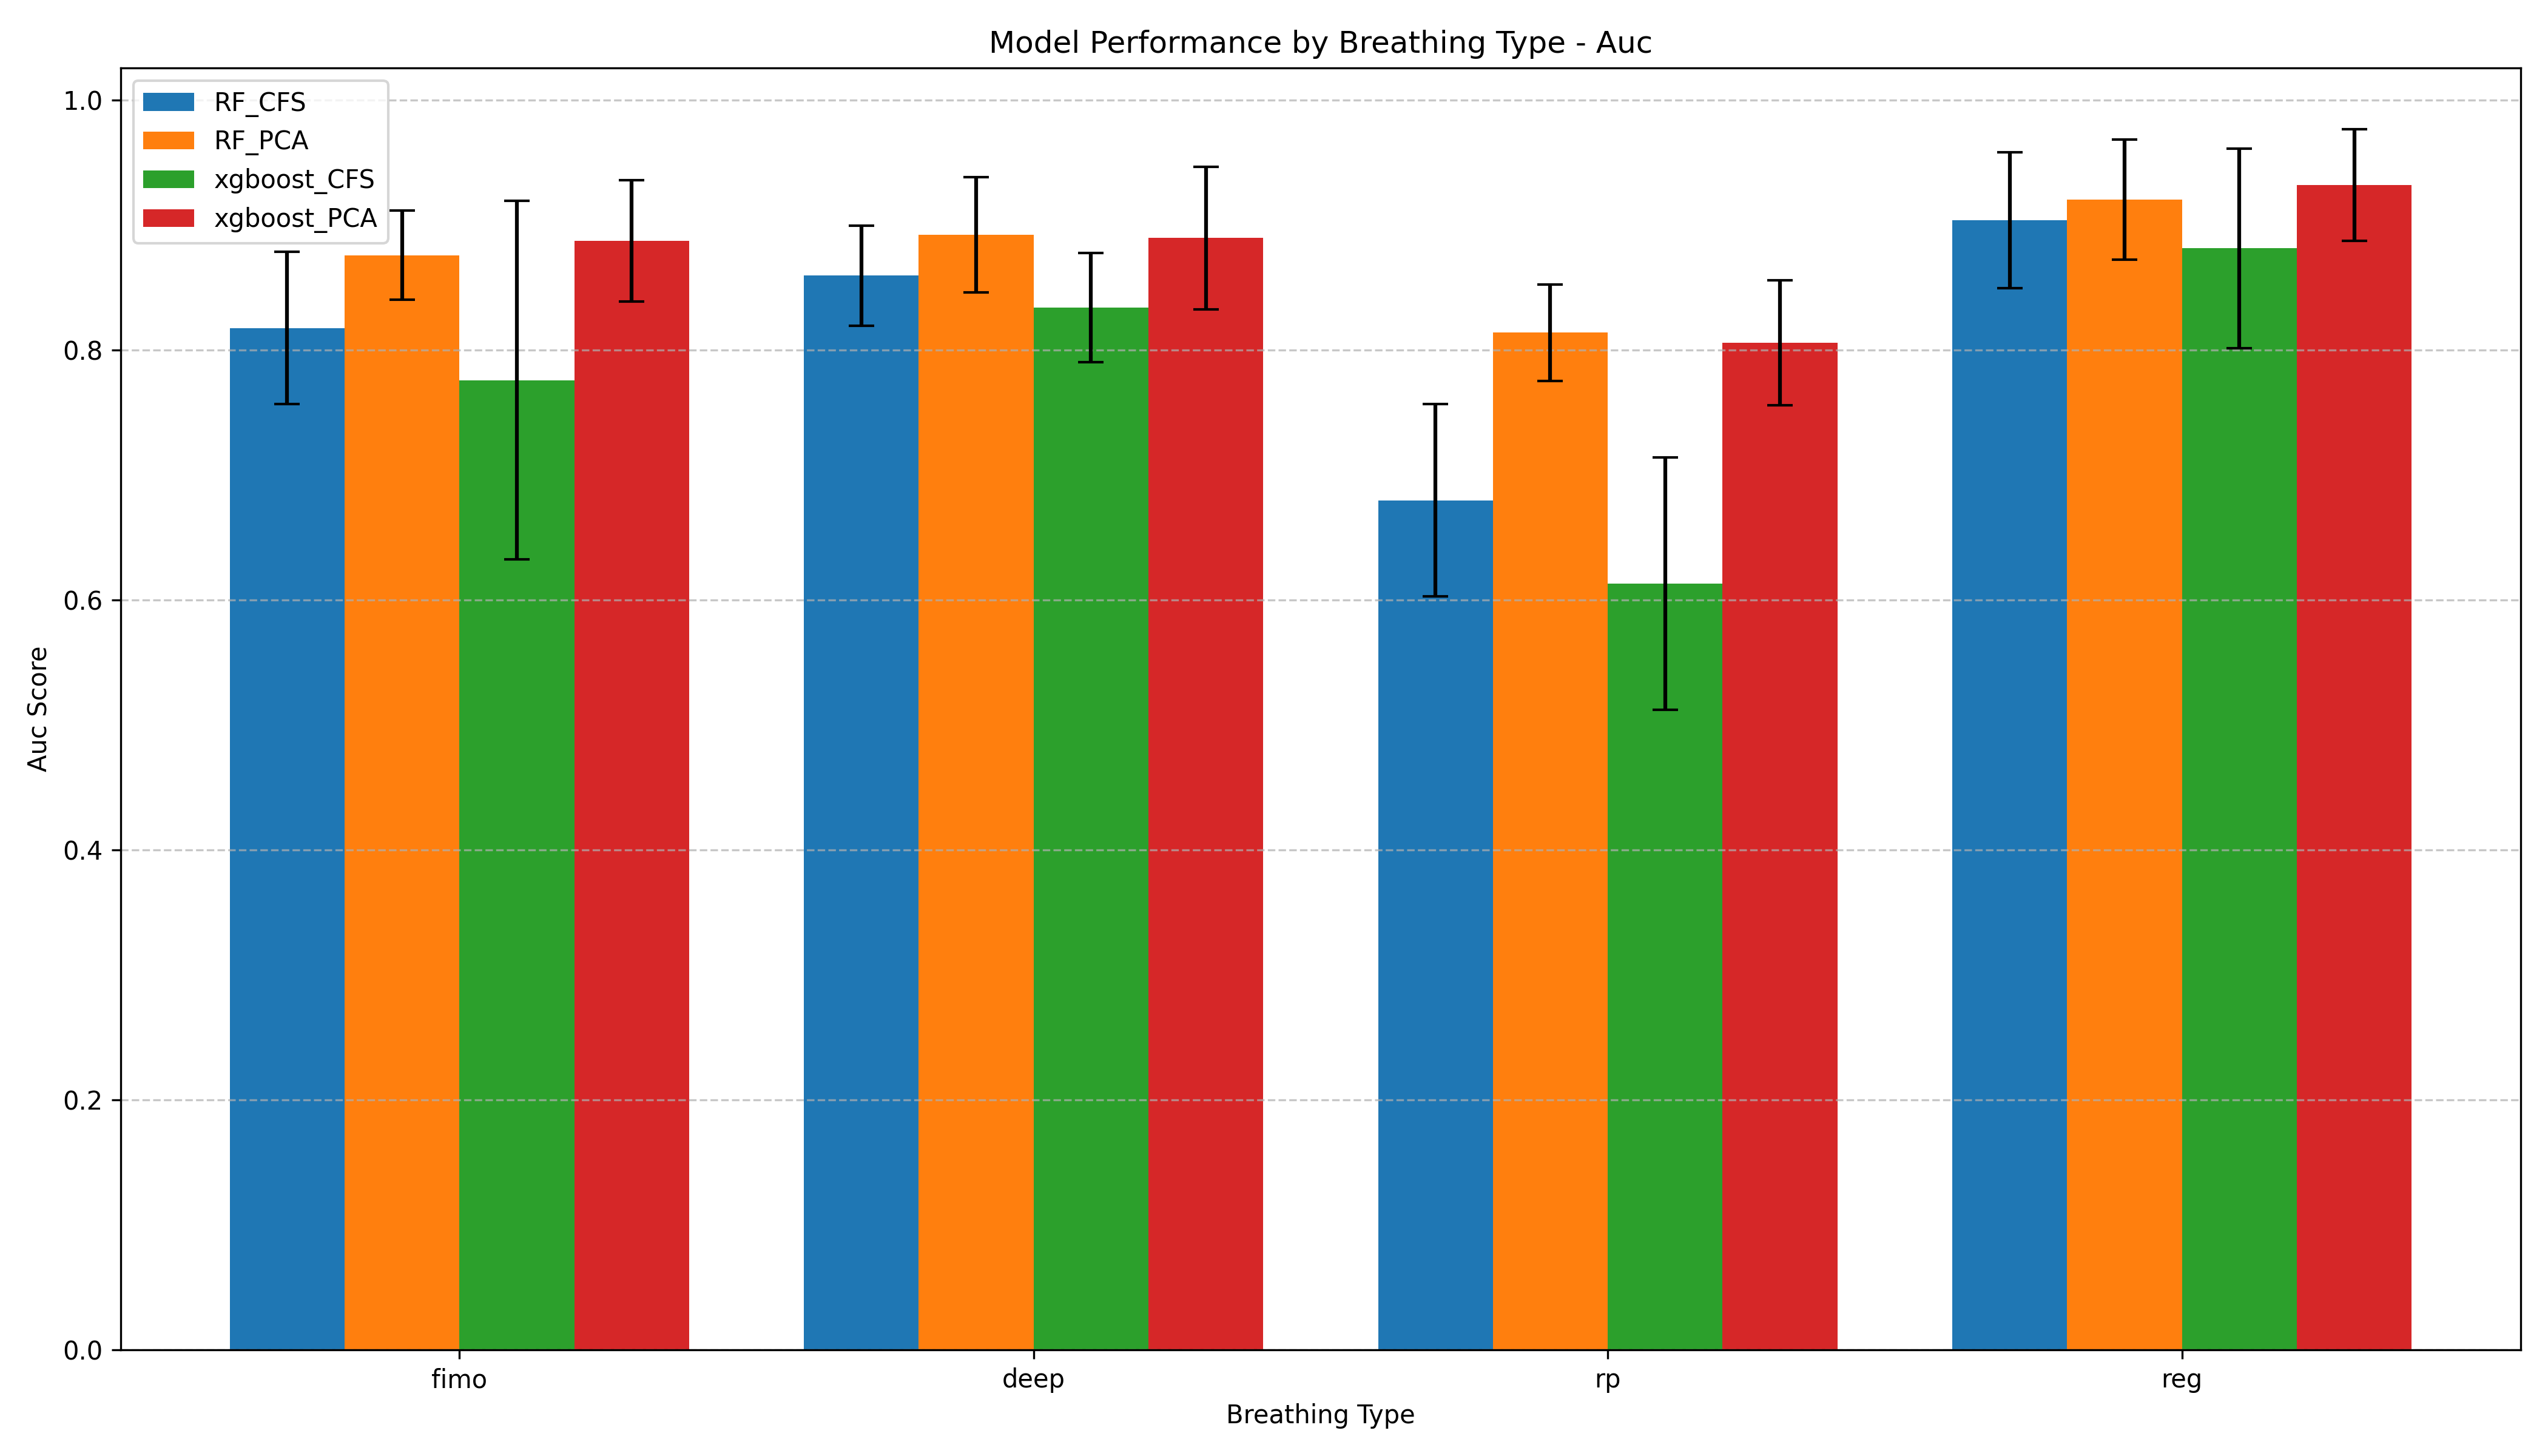 Model Performance by Breathing Type - Auc
RF_CFS
RF_PCA
xgboost_CFS
xgboost_PCA
Auc Score
1.0
0.8
0.6
0.4
0.2
0.0
fimo
deep
rp
reg
Breathing Type